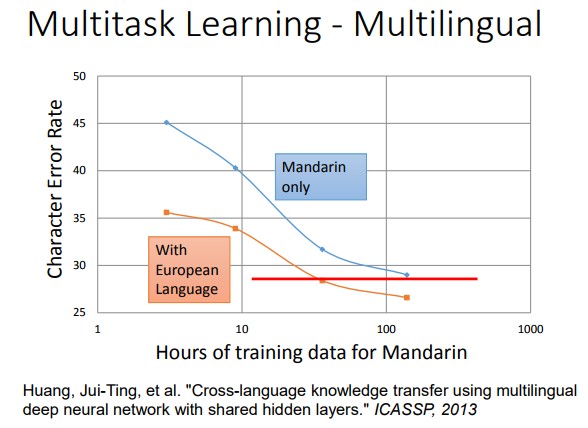 Multitask Learning - Multilingual
Character Error Rate
50
45
40
35
30
25
Mandarin
only
With
European
Language
1
10
100
1000
Hours of training data for Mandarin
Huang, Jui-Ting, et al. "Cross-language knowledge transfer using multilingual
deep neural network with shared hidden layers." ICASSP, 2013